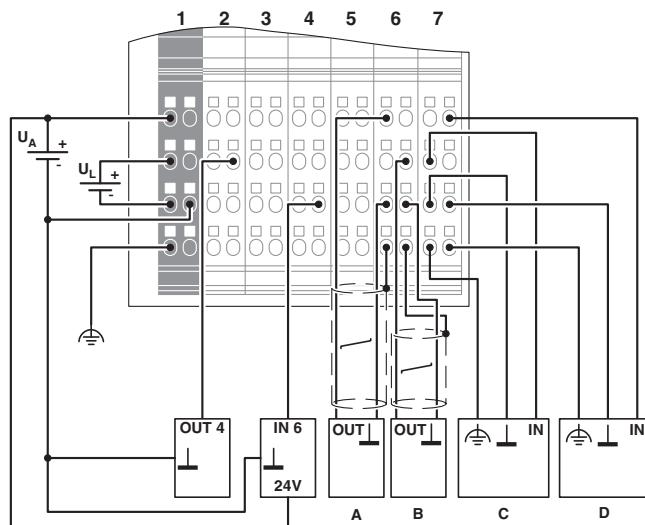 1 2 3 4 5 6 7
UA
+
-
UL
+
-
OUT 4
IN 6
24V
OUT
OUT
IN
IN
A B C D